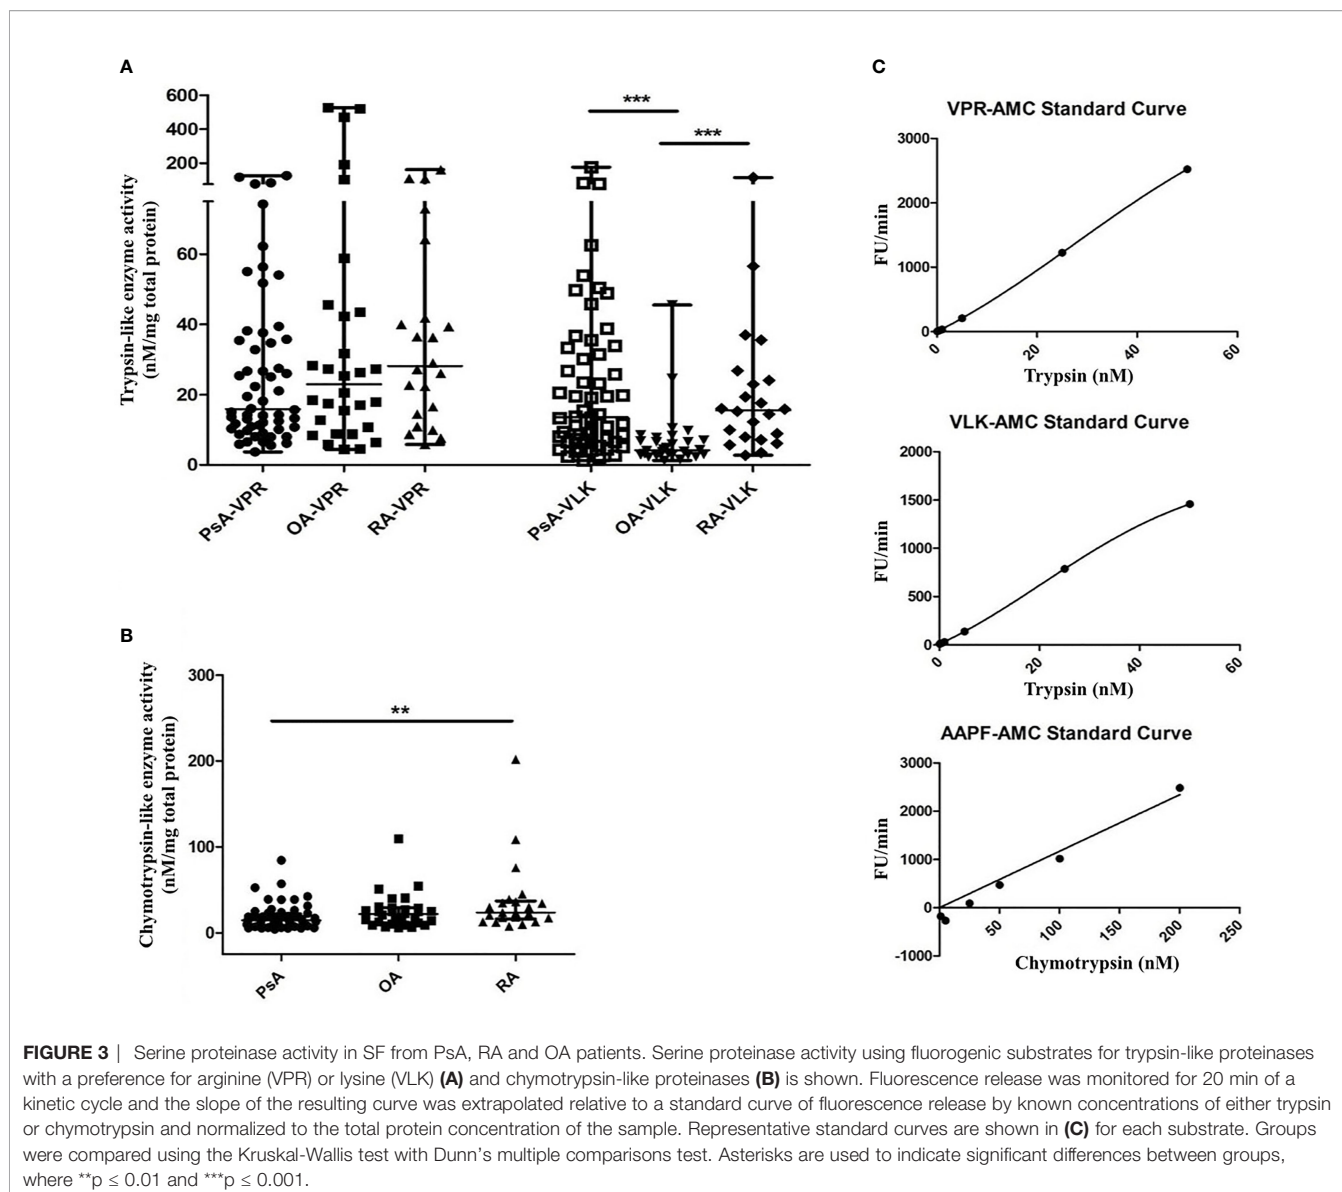 A
Trypsin-like enzyme activity
(nM/mg total protein)
600
400
200
60
40
20
0
***
***
PsA-VPR
OA-VPR
RA-VPR
PsA-VLK
OA-VLK
RA-VLK
B
Chymotrypsin-like enzyme activity
(nM/mg total protein)
300
200
100
0
**
PsA
OA
RA
C
VPR-AMC Standard Curve
FU/min
3000
2000
1000
0
0
20
40
60
Trypsin (nM)
VLK-AMC Standard Curve
FU/min
2000
1500
1000
500
0
0
20
40
60
Trypsin (nM)
AAPF-AMC Standard Curve
FU/min
3000
2000
1000
0
-1000
50
100
150
200
250
Chymotrypsin (nM)
FIGURE 3 | Serine proteinase activity in SF from PsA, RA and OA patients. Serine proteinase activity using fluorogenic substrates for trypsin-like proteinases
with a preference for arginine (VPR) or lysine (VLK) (A) and chymotrypsin-like proteinases (B) is shown. Fluorescence release was monitored for 20 min of a
kinetic cycle and the slope of the resulting curve was extrapolated relative to a standard curve of fluorescence release by known concentrations of either trypsin
or chymotrypsin and normalized to the total protein concentration of the sample. Representative standard curves are shown in (C) for each substrate. Groups
were compared using the Kruskal-Wallis test with Dunn's multiple comparisons test. Asterisks are used to indicate significant differences between groups,
where **p ≤ 0.01 and ***p ≤ 0.001.